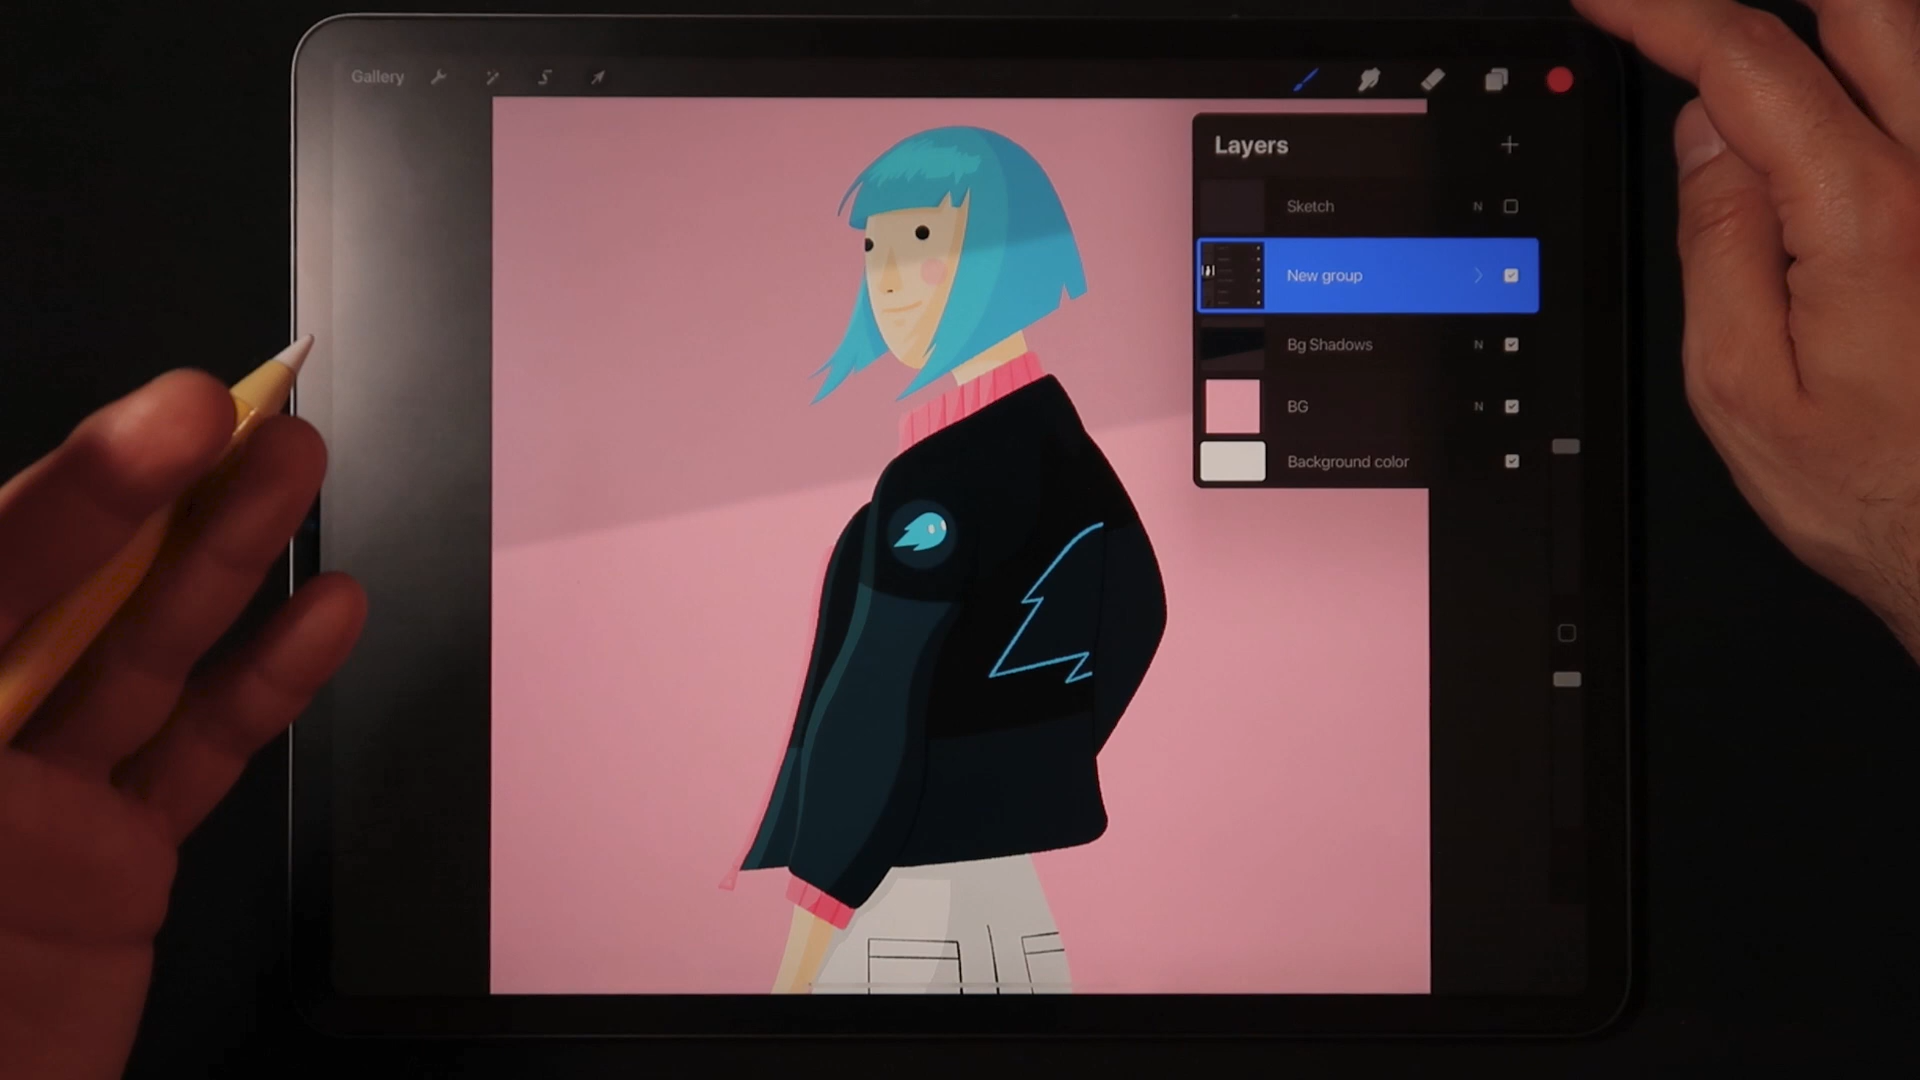 Gallery
Layers
Sketch N
New group
Bg Shadows N
BG N
Background color